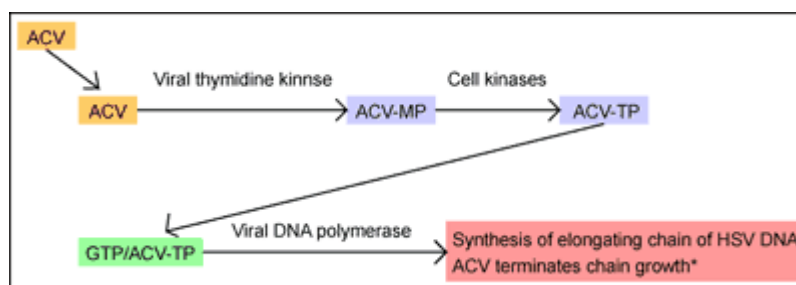 ACV
Viral thymidine kinnse
Cell kinases
ACV
ACV-MP
ACV-TP
Viral DNA polymerase
GTP/ACV-TP
Synthesis of elongating chain of HSV DNA
ACV terminates chain growth*